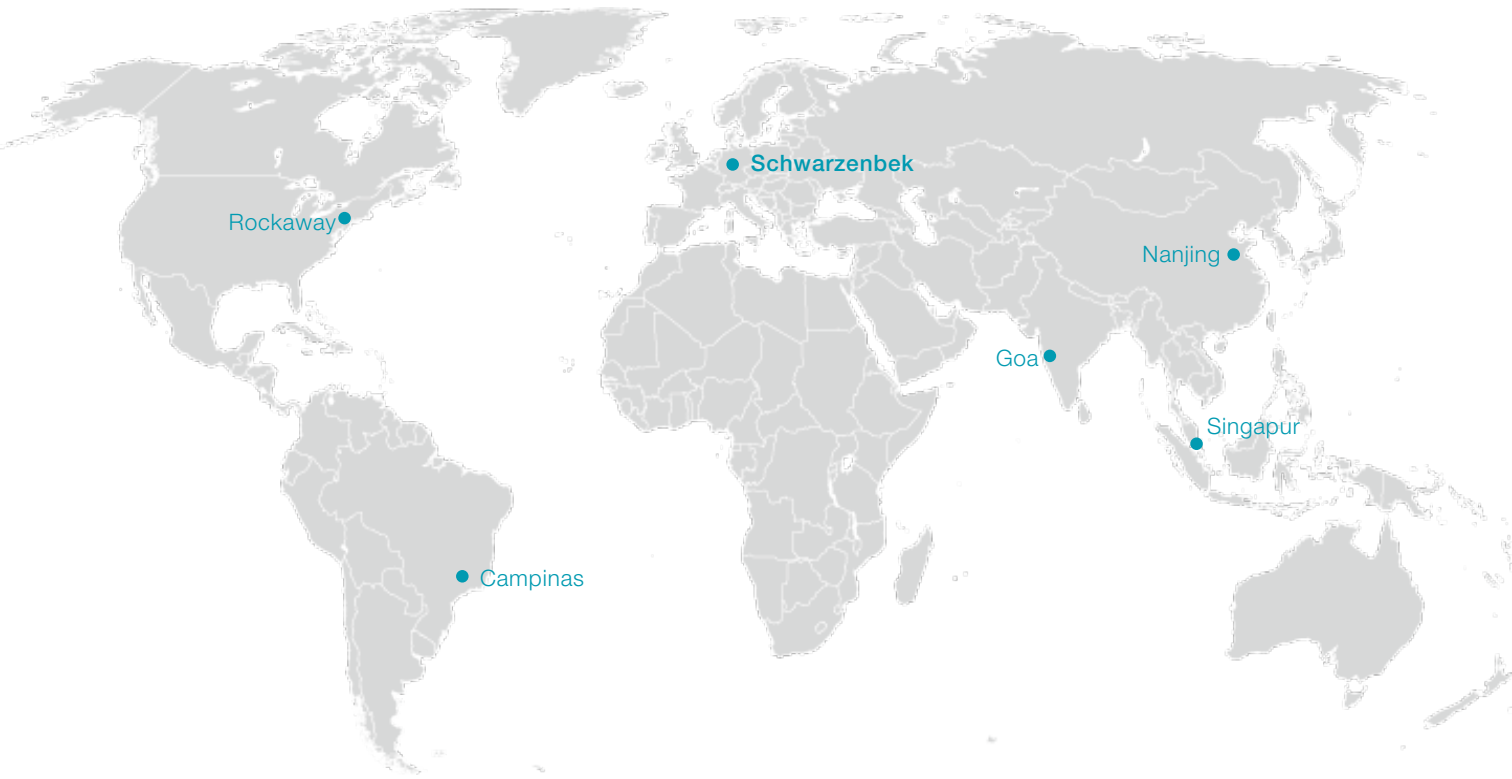 Schwarzenbek
Rockaway
Nanjing
Goa
Singapur
Campinas